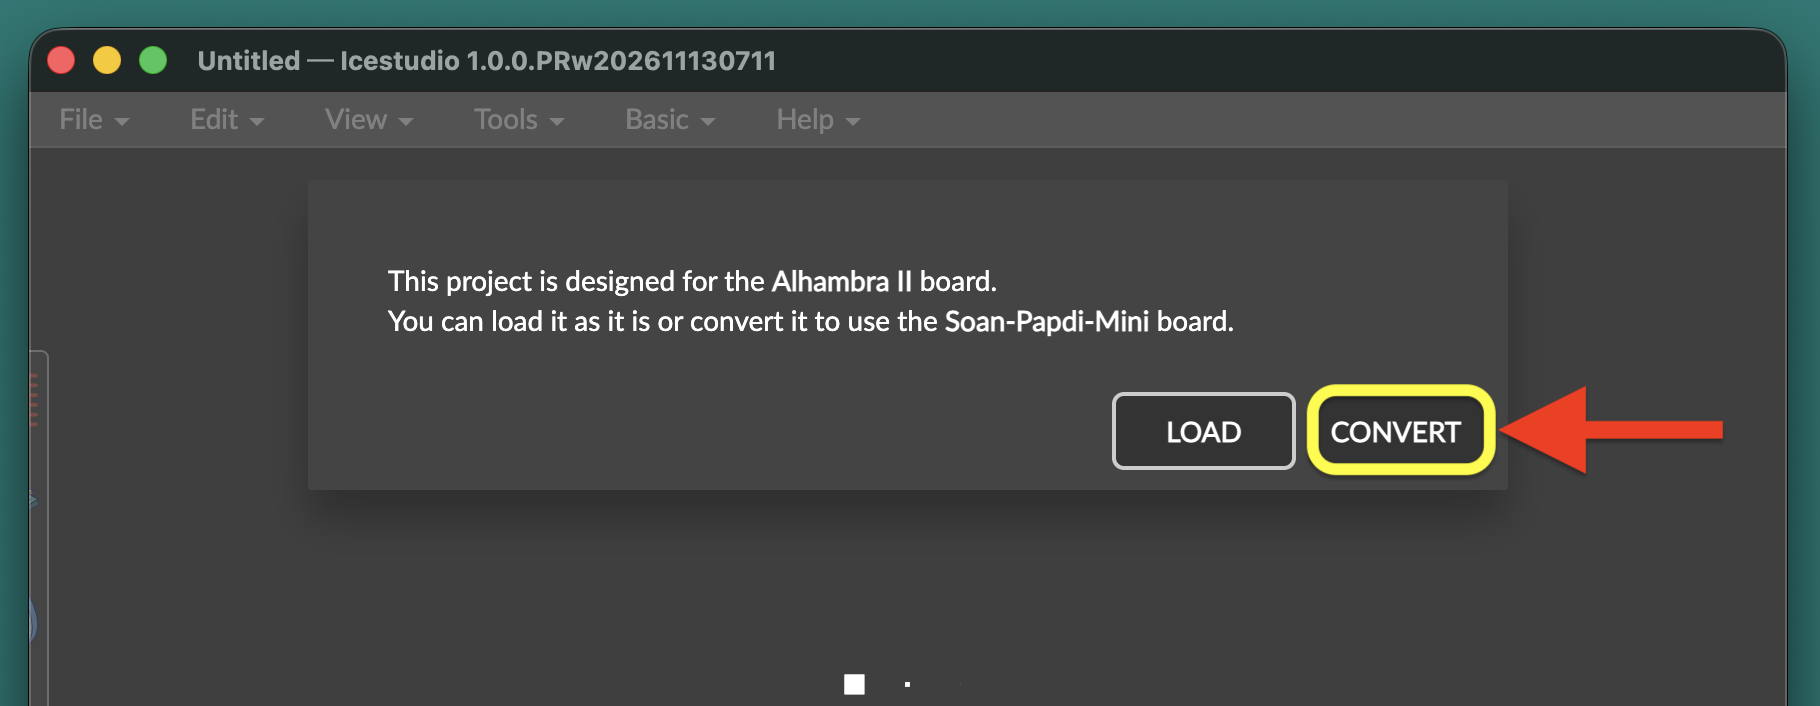 Untitled — Icestudio 1.0.0.PRw202611130711
File Edit View Tools Basic Help
This project is designed for the Alhambra II board.
You can load it as it is or convert it to use the Soan-Papdi-Mini board.
LOAD CONVERT